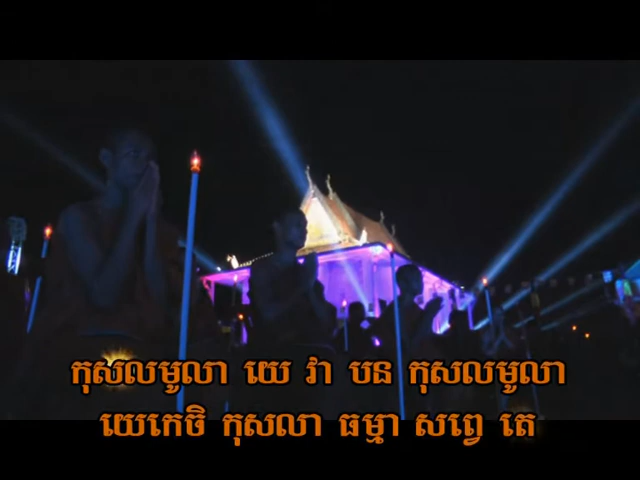 កុសលមូលា យេ វា បន កុសលមូលា
យេកេចិ កុសលា ធម្មា សព្វេ តេ